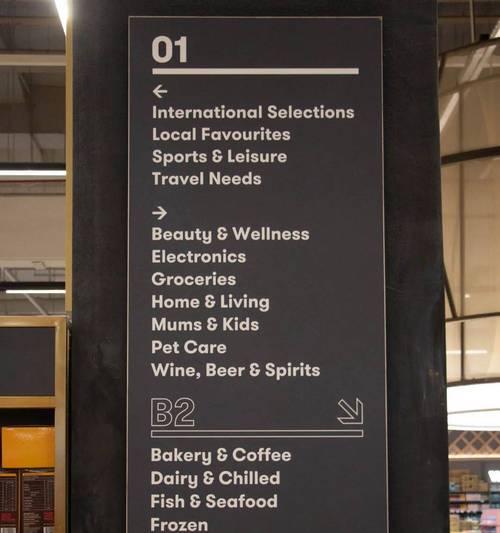 01
←
International Selections
Local Favourites
Sports & Leisure
Travel Needs
→
Beauty & Wellness
Electronics
Groceries
Home & Living
Mums & Kids
Pet Care
Wine, Beer & Spirits
B2 ↘
Bakery & Coffee
Dairy & Chilled
Fish & Seafood
Frozen